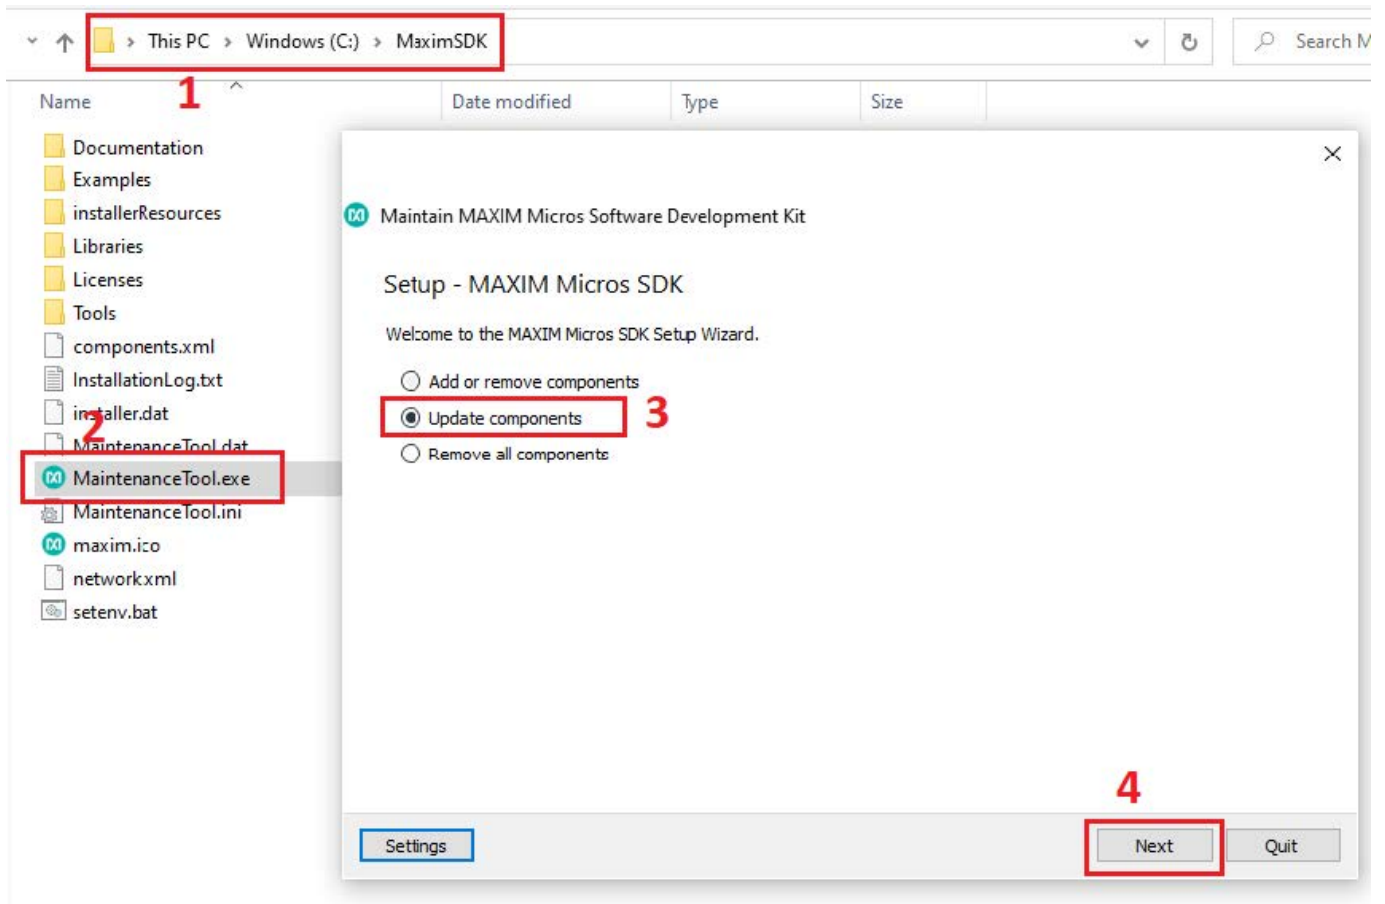 This PC > Windows (C:) > MaximSDK
Search M
1
Name
Date modified
Type
Size
Documentation
Examples
installerResources
Libraries
Licenses
Tools
components.xml
InstallationLog.txt
installer.dat
2
MaintenanceTool.dat
MaintenanceTool.exe
MaintenanceTool.ini
maxim.ico
network.xml
setenv.bat
Maintain MAXIM Micros Software Development Kit
Setup - MAXIM Micros SDK
Welcome to the MAXIM Micros SDK Setup Wizard.
Add or remove components
Update components
3
Remove all components
4
Settings
Next
Quit